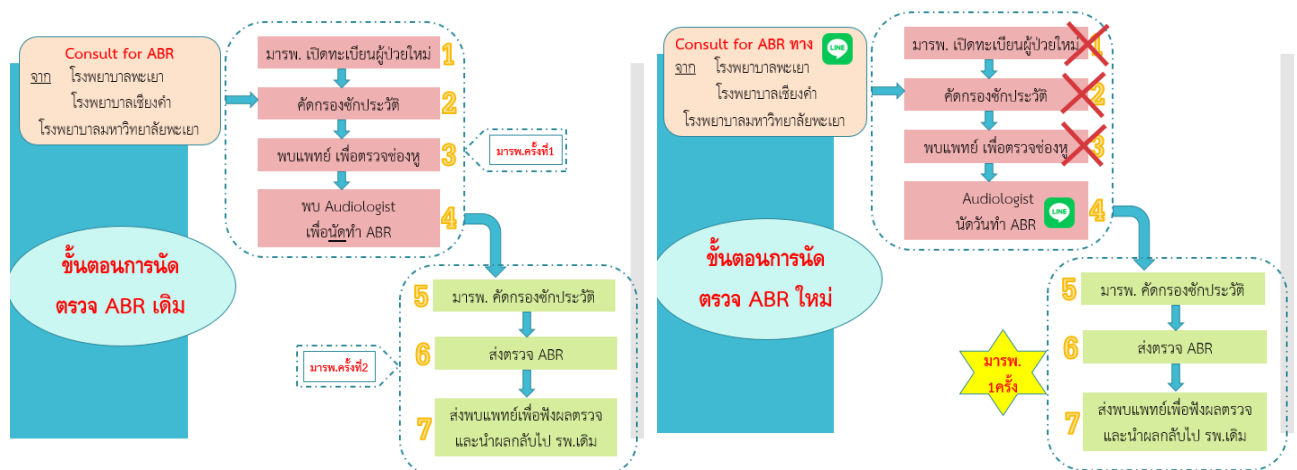 Consult for ABR
จาก โรงพยาบาลพะเยา
โรงพยาบาลเชียงคำ
โรงพยาบาลมหาวิทยาลัยพะเยา
มารพ. เปิดทะเบียนผู้ป่วยใหม่ 1
คัดกรองซักประวัติ 2
พบแพทย์ เพื่อตรวจช่องหู 3
มารพ.ครั้งที่1
พบ Audiologist
เพื่อนัดทำ ABR
4
ขั้นตอนการนัด
ตรวจ ABR เดิม
5 มารพ. คัดกรองซักประวัติ
6 ส่งตรวจ ABR
มารพ.ครั้งที่2
7 ส่งพบแพทย์เพื่อฟังผลตรวจ
และนำผลกลับไป รพ.เดิม
Consult for ABR ทาง LINE
จาก โรงพยาบาลพะเยา
โรงพยาบาลเชียงคำ
โรงพยาบาลมหาวิทยาลัยพะเยา
มารพ. เปิดทะเบียนผู้ป่วยใหม่ 1
คัดกรองซักประวัติ 2
พบแพทย์ เพื่อตรวจช่องหู 3
Audiologist
นัดวันทำ ABR LINE
4
ขั้นตอนการนัด
ตรวจ ABR ใหม่
5 มารพ. คัดกรองซักประวัติ
6 ส่งตรวจ ABR
มารพ.
1ครั้ง
7 ส่งพบแพทย์เพื่อฟังผลตรวจ
และนำผลกลับไป รพ.เดิม